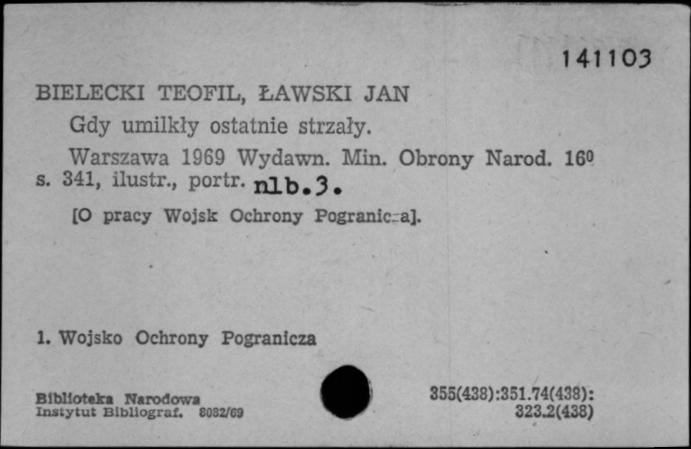 141103
BIELECKI TEOFIL, ŁAWSKI JAN
Gdy umilkły ostatnie strzały.
Warszawa 1969 Wydawn. Min. Obrony Narod. 16⁰
s. 341, ilustr., portr. nlb.3.
[O pracy Wojsk Ochrony Pogranicza].
1. Wojsko Ochrony Pogranicza
Biblioteka Narodowa
Instytut Bibliograf. 8082/69
355(438):351.74(438):
323.2(438)